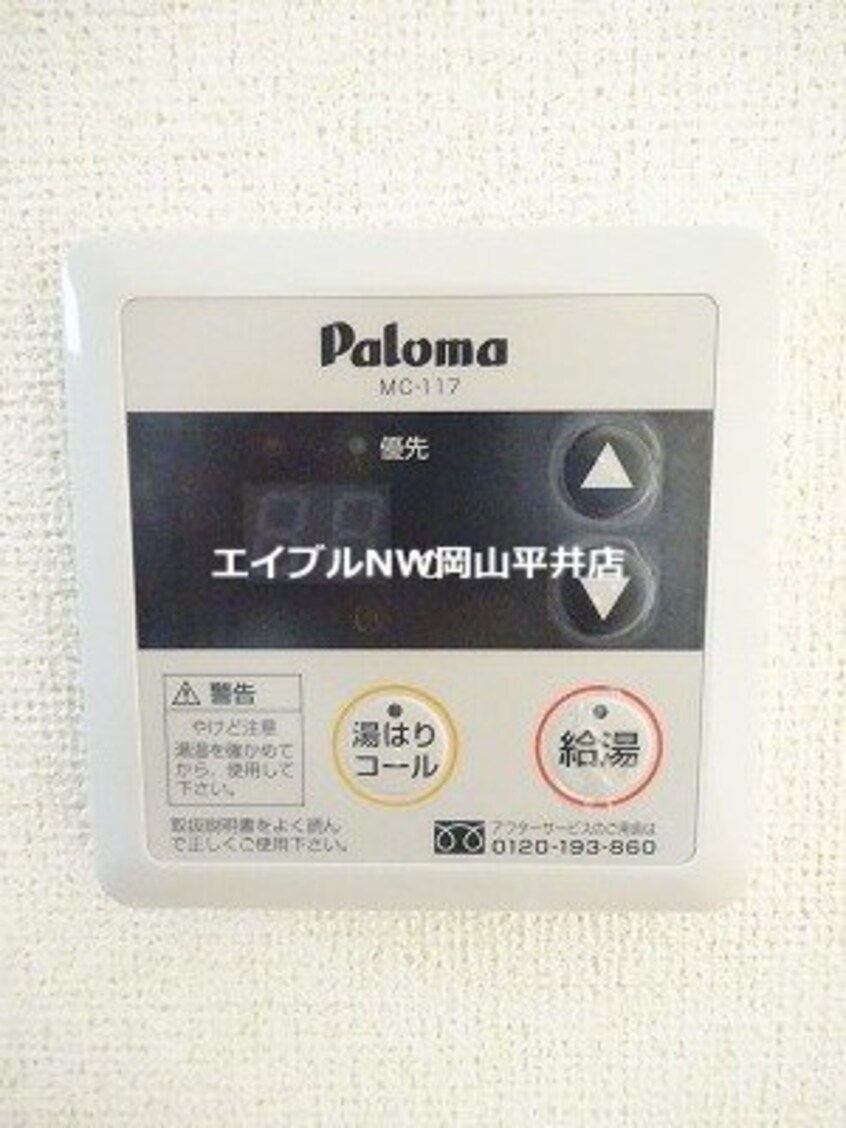 Paloma
MC-117
優先
エイブルNW岡山平井店
警告
やけど注意
湯温を確かめて
から、使用して
下さい。
湯はり
コール
給湯
取扱説明書をよく読ん
で正しくご使用下さい。
アフターサービスのご用命は
0120-193-860